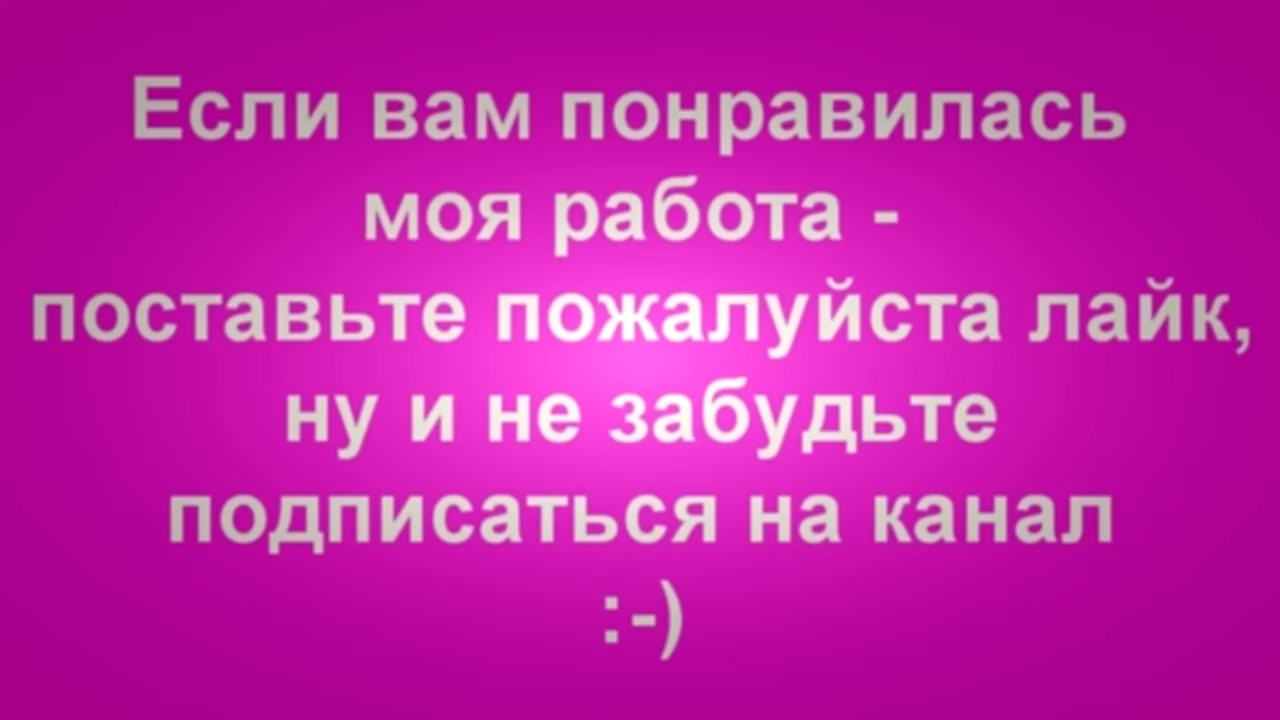 Если вам понравилась
моя работа -
поставьте пожалуйста лайк,
ну и не забудьте
подписаться на канал
:-)